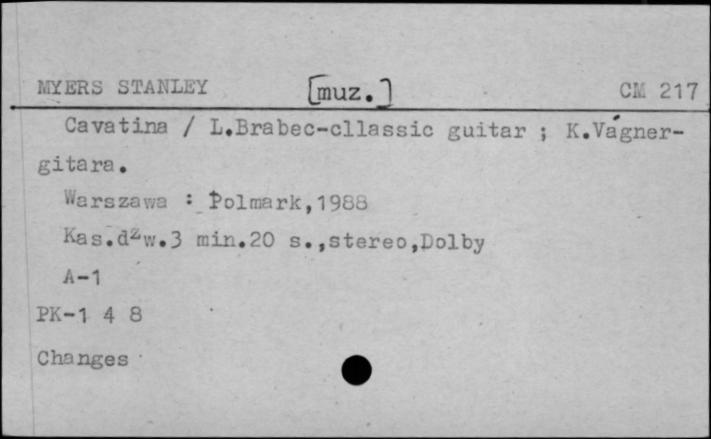 MYERS STANLEY [muz.] CM 217
Cavatina / L.Brabec-cllassic guitar ; K.Vágner-
gitara.
Warszawa : Polmark,1988
Kas.dźw.3 min.20 s.,stereo,Dolby
A-1
PK-1 4 8
Changes